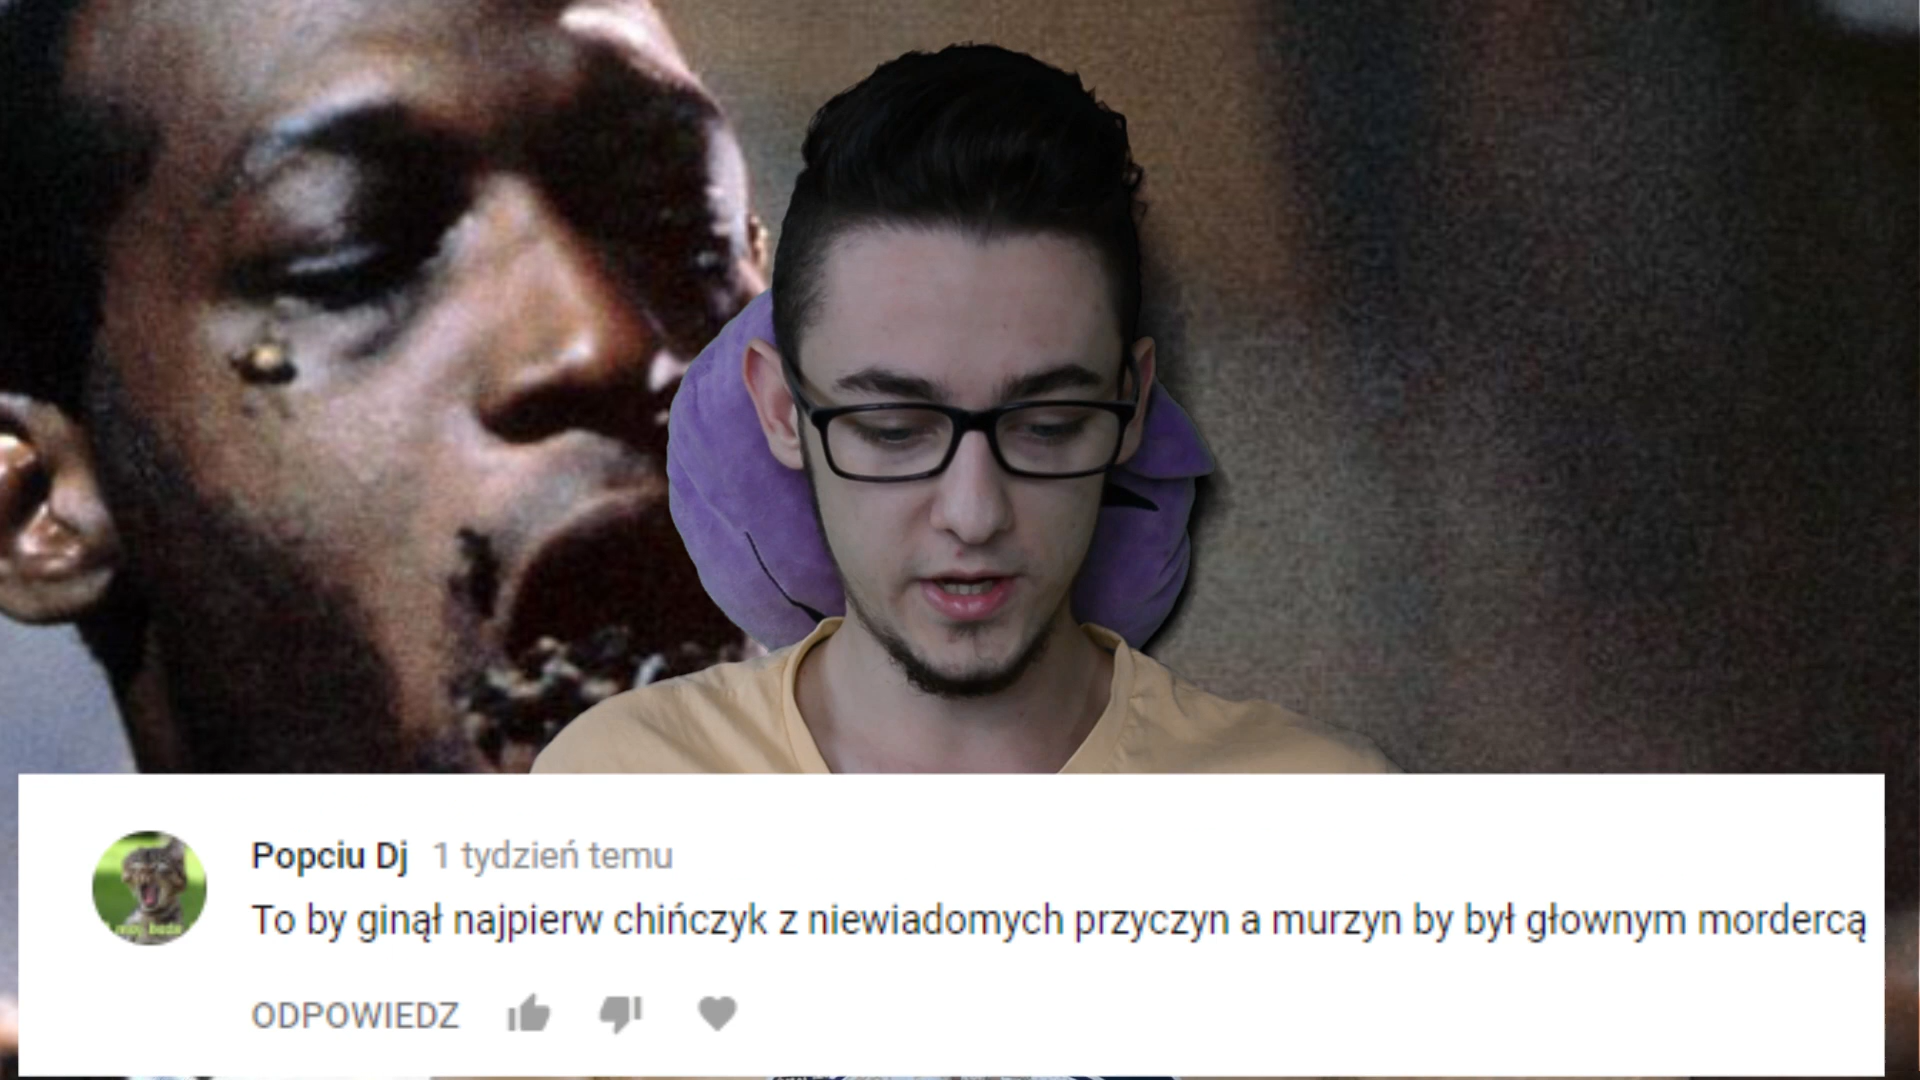 Popciu Dj 1 tydzień temu
To by ginął najpierw chińczyk z niewiadomych przyczyn a murzyn by był głownym mordercą
ODPOWIEDZ